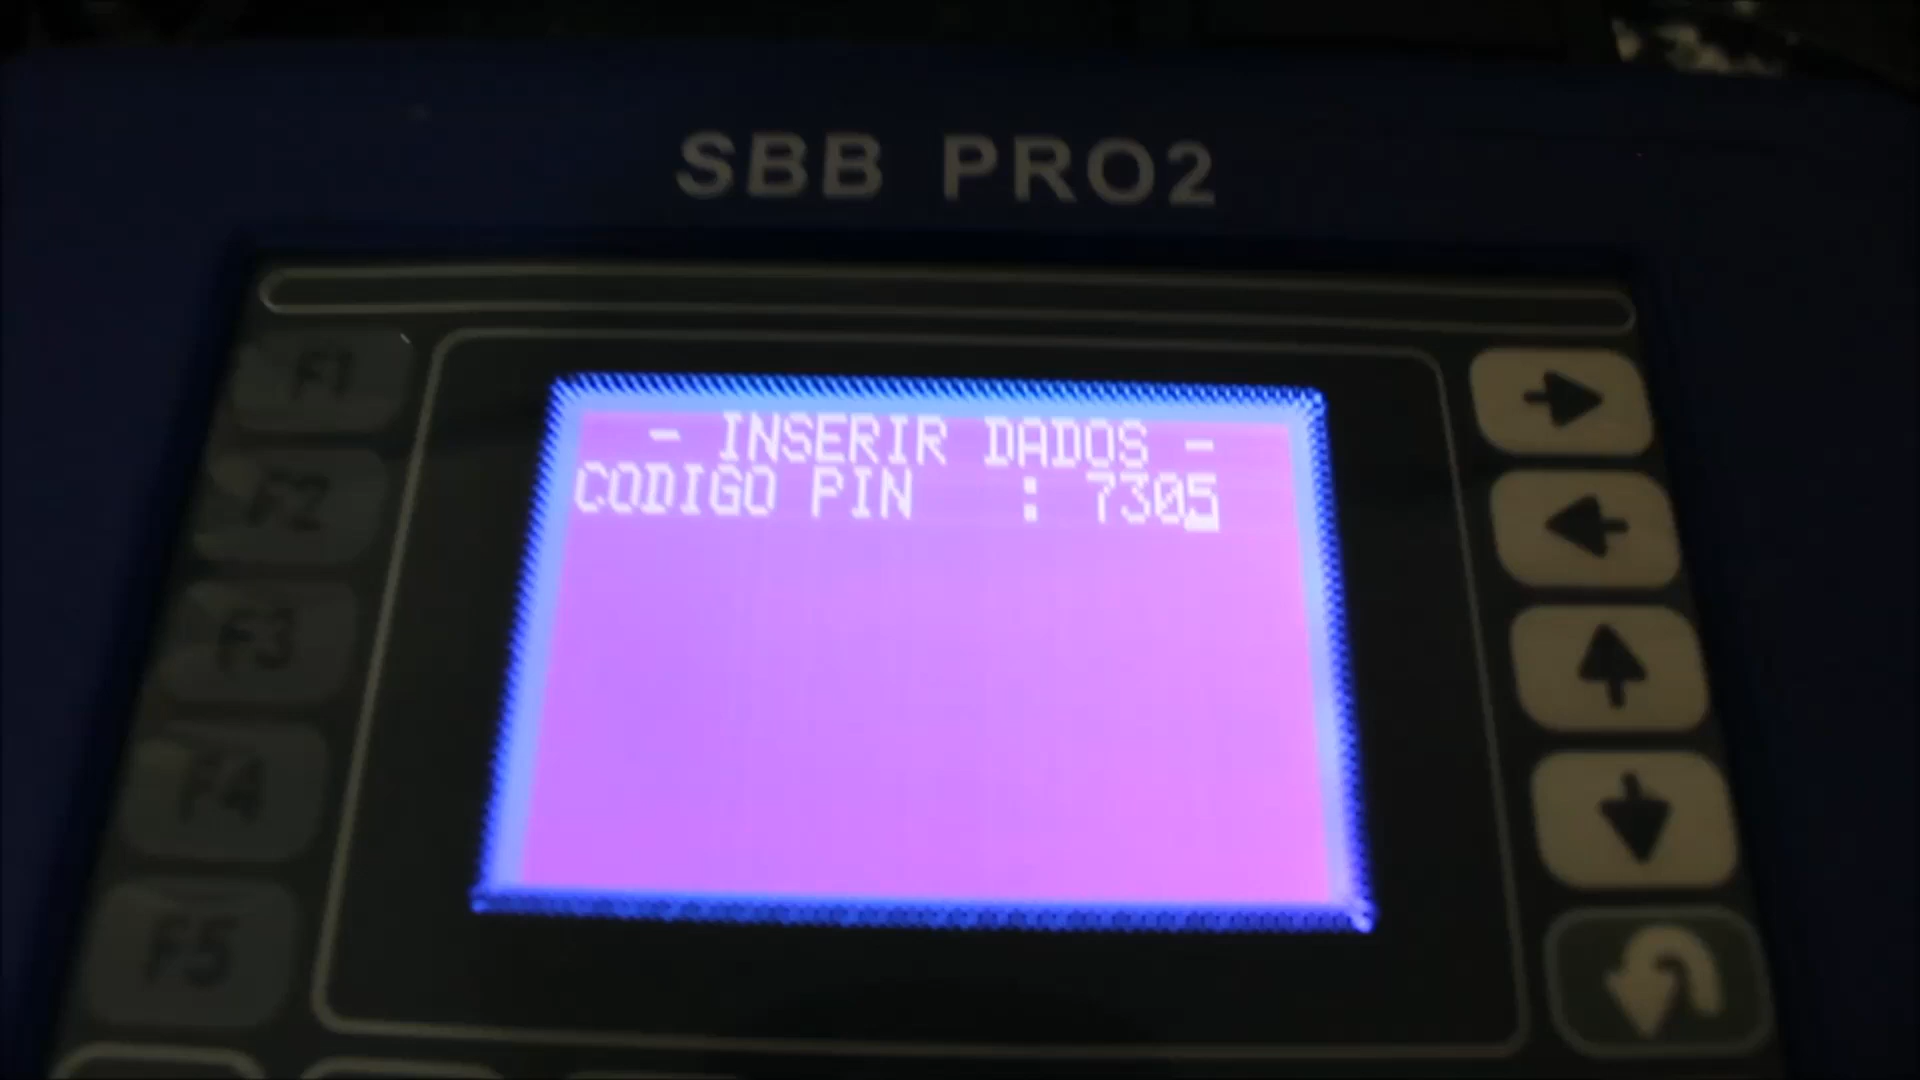 SBB PRO2
- INSERIR DADOS -
CODIGO PIN : 7305
F1
F2
F3
F4
F5